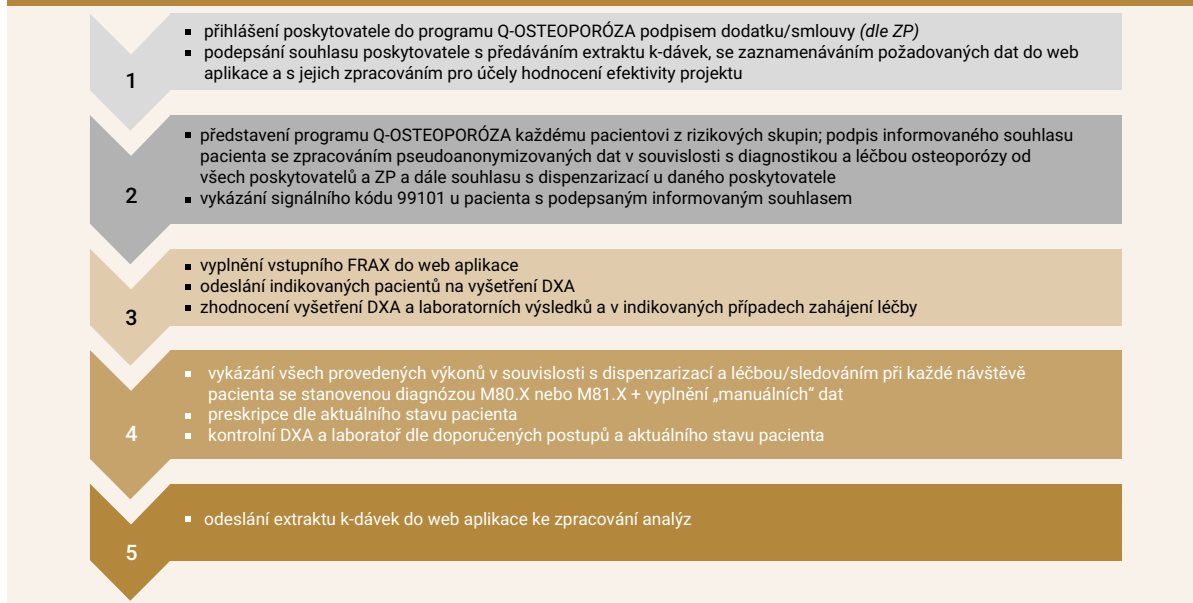 1
▪ přihlášení poskytovatele do programu Q-OSTEOPORÓZA podpisem dodatku/smlouvy (dle ZP)
▪ podepsání souhlasu poskytovatele s předáváním extraktu k-dávek, se zaznamenáváním požadovaných dat do web
aplikace a s jejich zpracováním pro účely hodnocení efektivity projektu
2
▪ představení programu Q-OSTEOPORÓZA každému pacientovi z rizikových skupin; podpis informovaného souhlasu
pacienta se zpracováním pseudoanonymizovaných dat v souvislosti s diagnostikou a léčbou osteoporózy od
všech poskytovatelů a ZP a dále souhlasu s dispenzarizací u daného poskytovatele
▪ vykázání signálního kódu 99101 u pacienta s podepsaným informovaným souhlasem
3
▪ vyplnění vstupního FRAX do web aplikace
▪ odeslání indikovaných pacientů na vyšetření DXA
▪ zhodnocení vyšetření DXA a laboratorních výsledků a v indikovaných případech zahájení léčby
4
▪ vykázání všech provedených výkonů v souvislosti s dispenzarizací a léčbou/sledováním při každé návštěvě
pacienta se stanovenou diagnózou M80.X nebo M81.X + vyplnění „manuálních“ dat
▪ preskripce dle aktuálního stavu pacienta
▪ kontrolní DXA a laboratoř dle doporučených postupů a aktuálního stavu pacienta
5
▪ odeslání extraktu k-dávek do web aplikace ke zpracování analýz